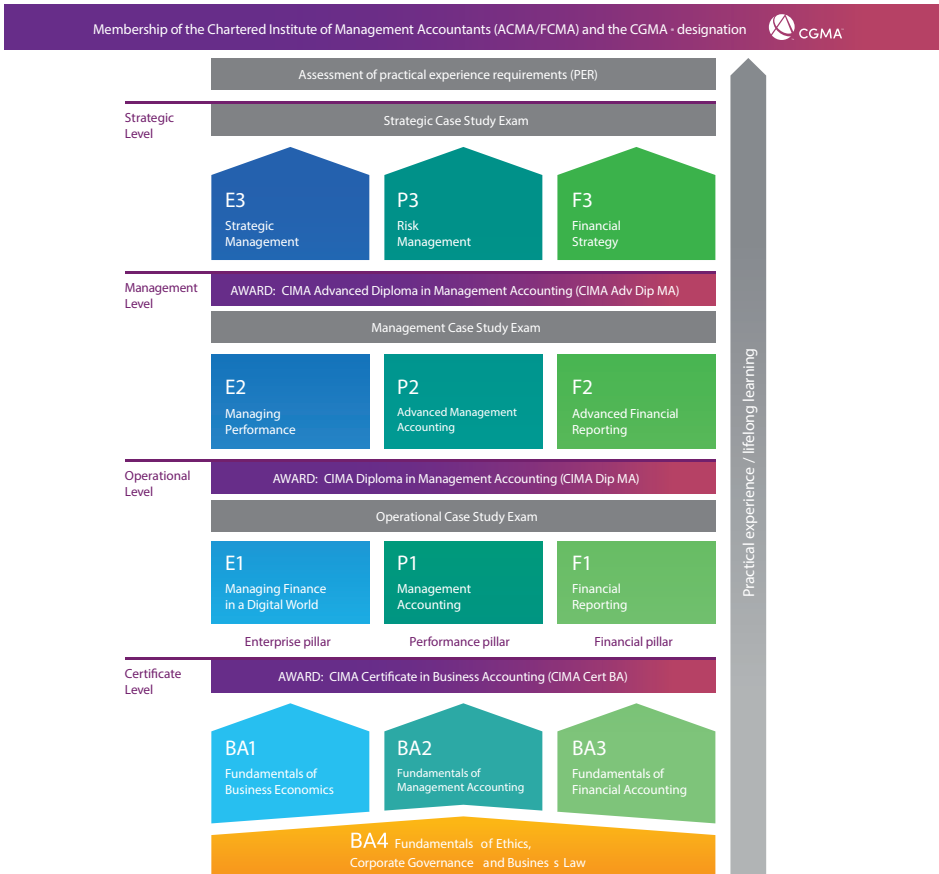 Membership of the Chartered Institute of Management Accountants (ACMA/FCMA) and the CGMA • designation
CGMA
Assessment of practical experience requirements (PER)
Strategic
Level
Strategic Case Study Exam
E3
Strategic
Management
P3
Risk
Management
F3
Financial
Strategy
Management
Level
AWARD: CIMA Advanced Diploma in Management Accounting (CIMA Adv Dip MA)
Management Case Study Exam
E2
Managing
Performance
P2
Advanced Management
Accounting
F2
Advanced Financial
Reporting
Operational
Level
AWARD: CIMA Diploma in Management Accounting (CIMA Dip MA)
Operational Case Study Exam
E1
Managing Finance
in a Digital World
P1
Management
Accounting
F1
Financial
Reporting
Enterprise pillar
Performance pillar
Financial pillar
Certificate
Level
AWARD: CIMA Certificate in Business Accounting (CIMA Cert BA)
BA1
Fundamentals of
Business Economics
BA2
Fundamentals of
Management Accounting
BA3
Fundamentals of
Financial Accounting
BA4 Fundamentals of Ethics,
Corporate Governance and Busines s Law
Practical experience / lifelong learning